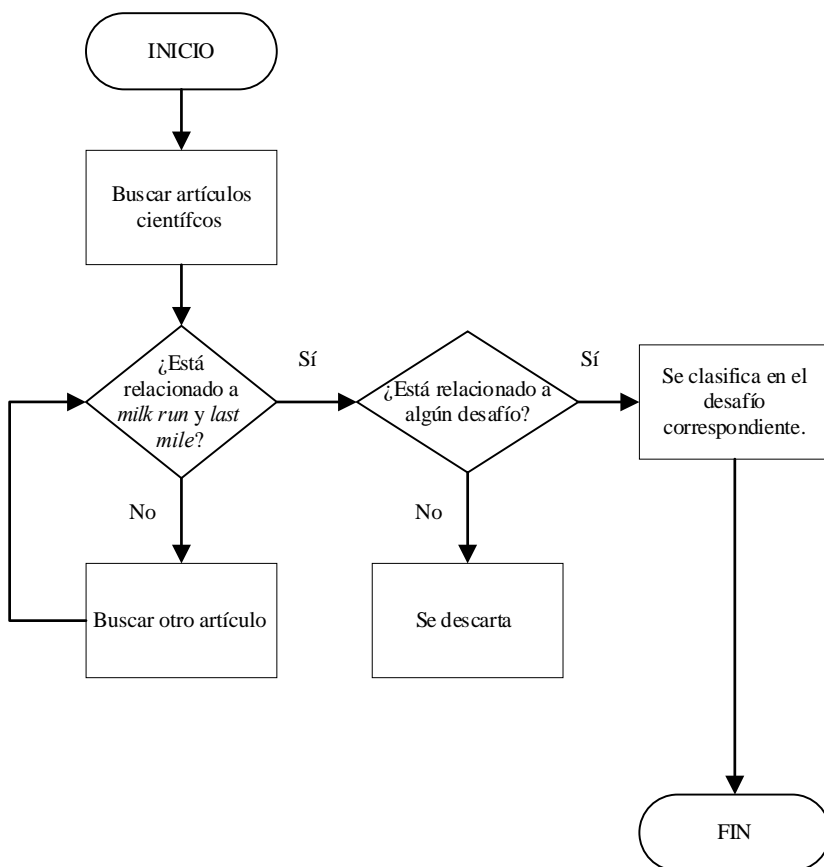 INICIO
Buscar artículos
científcos
¿Está
relacionado a
milk run y last
mile?
Sí
¿Está relacionado a
algún desafío?
Sí
Se clasifica en el
desafío
correspondiente.
No
No
Buscar otro artículo
Se descarta
FIN